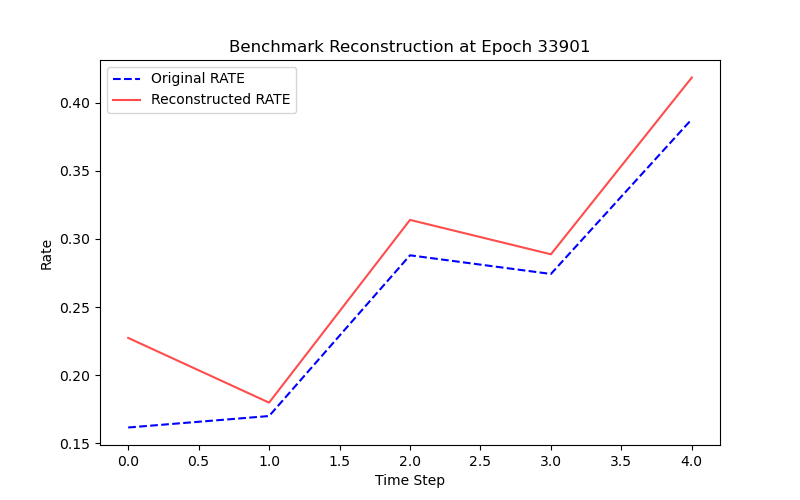 Benchmark Reconstruction at Epoch 33901
Original RATE
Reconstructed RATE
0.40
0.35
0.30
0.25
0.20
0.15
Rate
0.0 0.5 1.0 1.5 2.0 2.5 3.0 3.5 4.0
Time Step